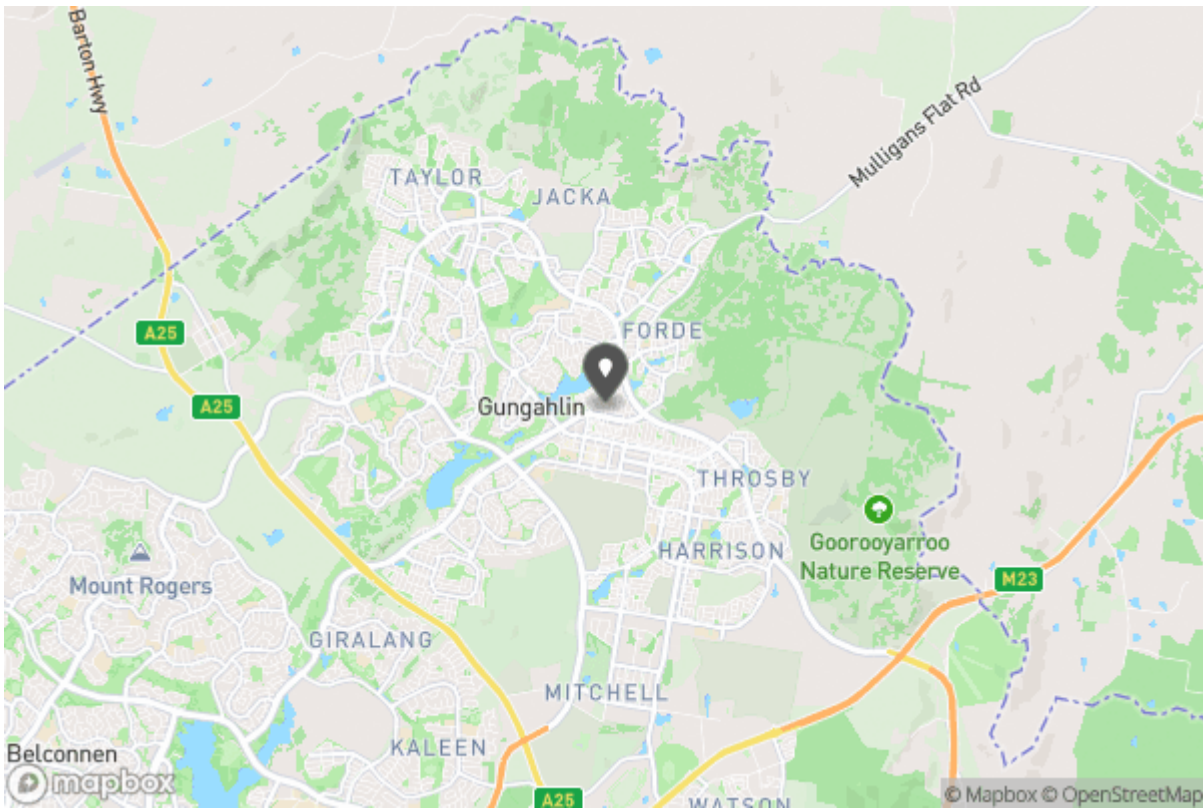 Barton Hwy
Mulligans Flat Rd
TAYLOR
JACKA
A25
FORDE
A25
Gungahlin
THROSBY
HARRISON
Goorooyarroo
Nature Reserve
M23
Mount Rogers
GIRALANG
MITCHELL
KALEEN
Belconnen
mapbox
A25
WATSON
© Mapbox © OpenStreetMap